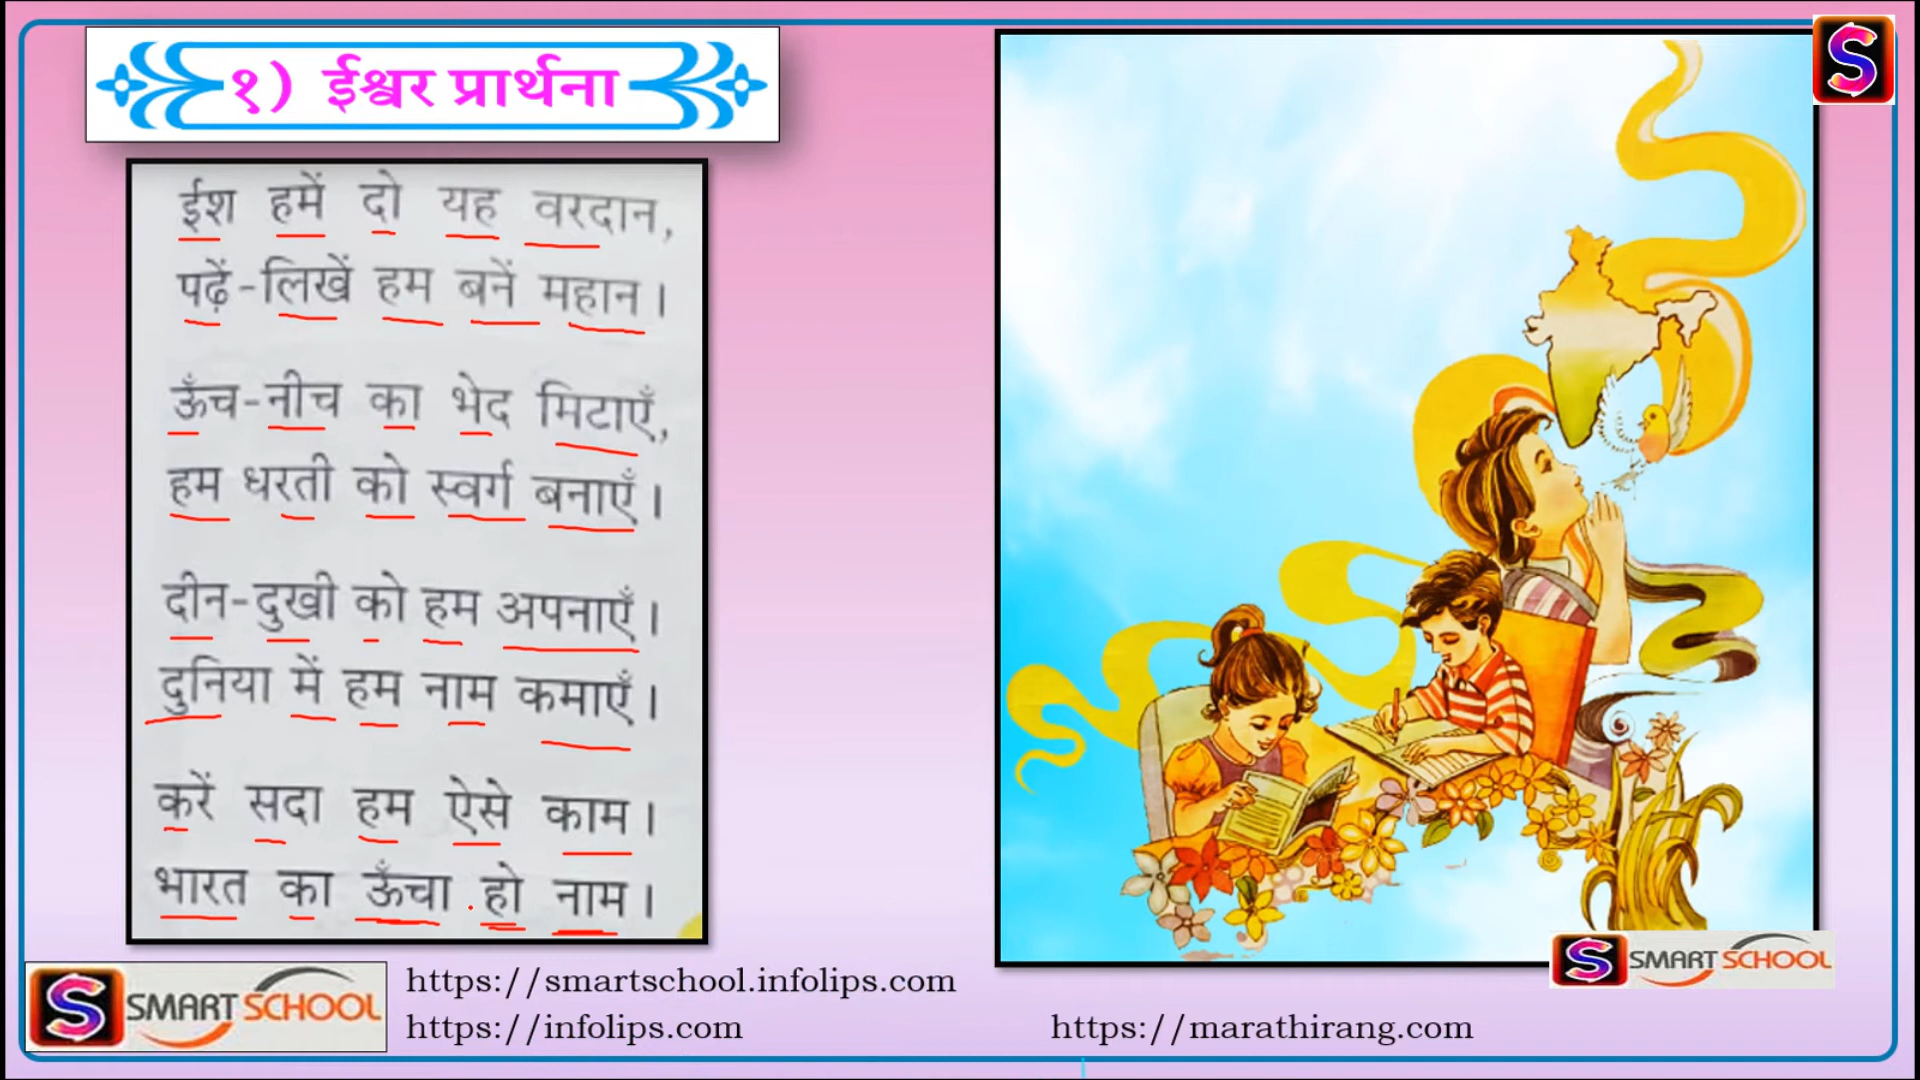 १) ईश्वर प्रार्थना
ईश हमें दो यह वरदान,
पढ़ें-लिखें हम बनें महान।
ऊँच-नीच का भेद मिटाएँ,
हम धरती को स्वर्ग बनाएँ।
दीन-दुखी को हम अपनाएँ।
दुनिया में हम नाम कमाएँ।
करें सदा हम ऐसे काम।
भारत का ऊँचा हो नाम।
S
S SMART SCHOOL
S SMART SCHOOL
https://smartschool.infolips.com
https://infolips.com
https://marathirang.com